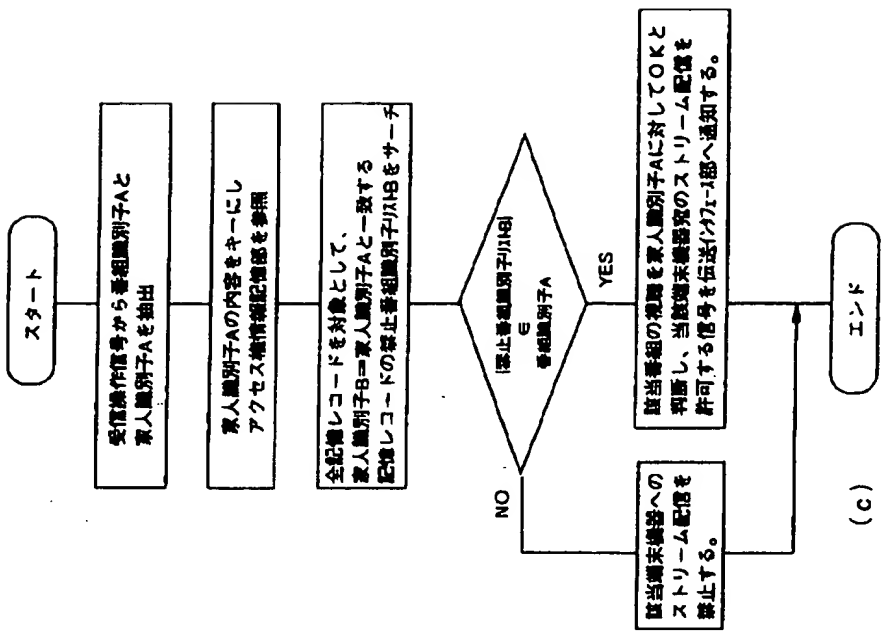 スタート
受信操作信号から番組識別子Aと
家人識別子Aを抽出
家人識別子Aの内容をキーにし
アクセス権情報記憶部を参照
全記憶レコードを対象として、
家人識別子B=家人識別子Aと一致する
記憶レコードの禁止番組識別子リストBをサーチ
{禁止番組識別子リストB}
∈
番組識別子A
NO
YES
該当端末機器への
ストリーム配信を
禁止する。
該当番組の視聴を家人識別子Aに対してOKと
判断し、当該端末機器宛のストリーム配信を
許可する信号を伝送インタフェース部へ通知する。
エンド
(c)